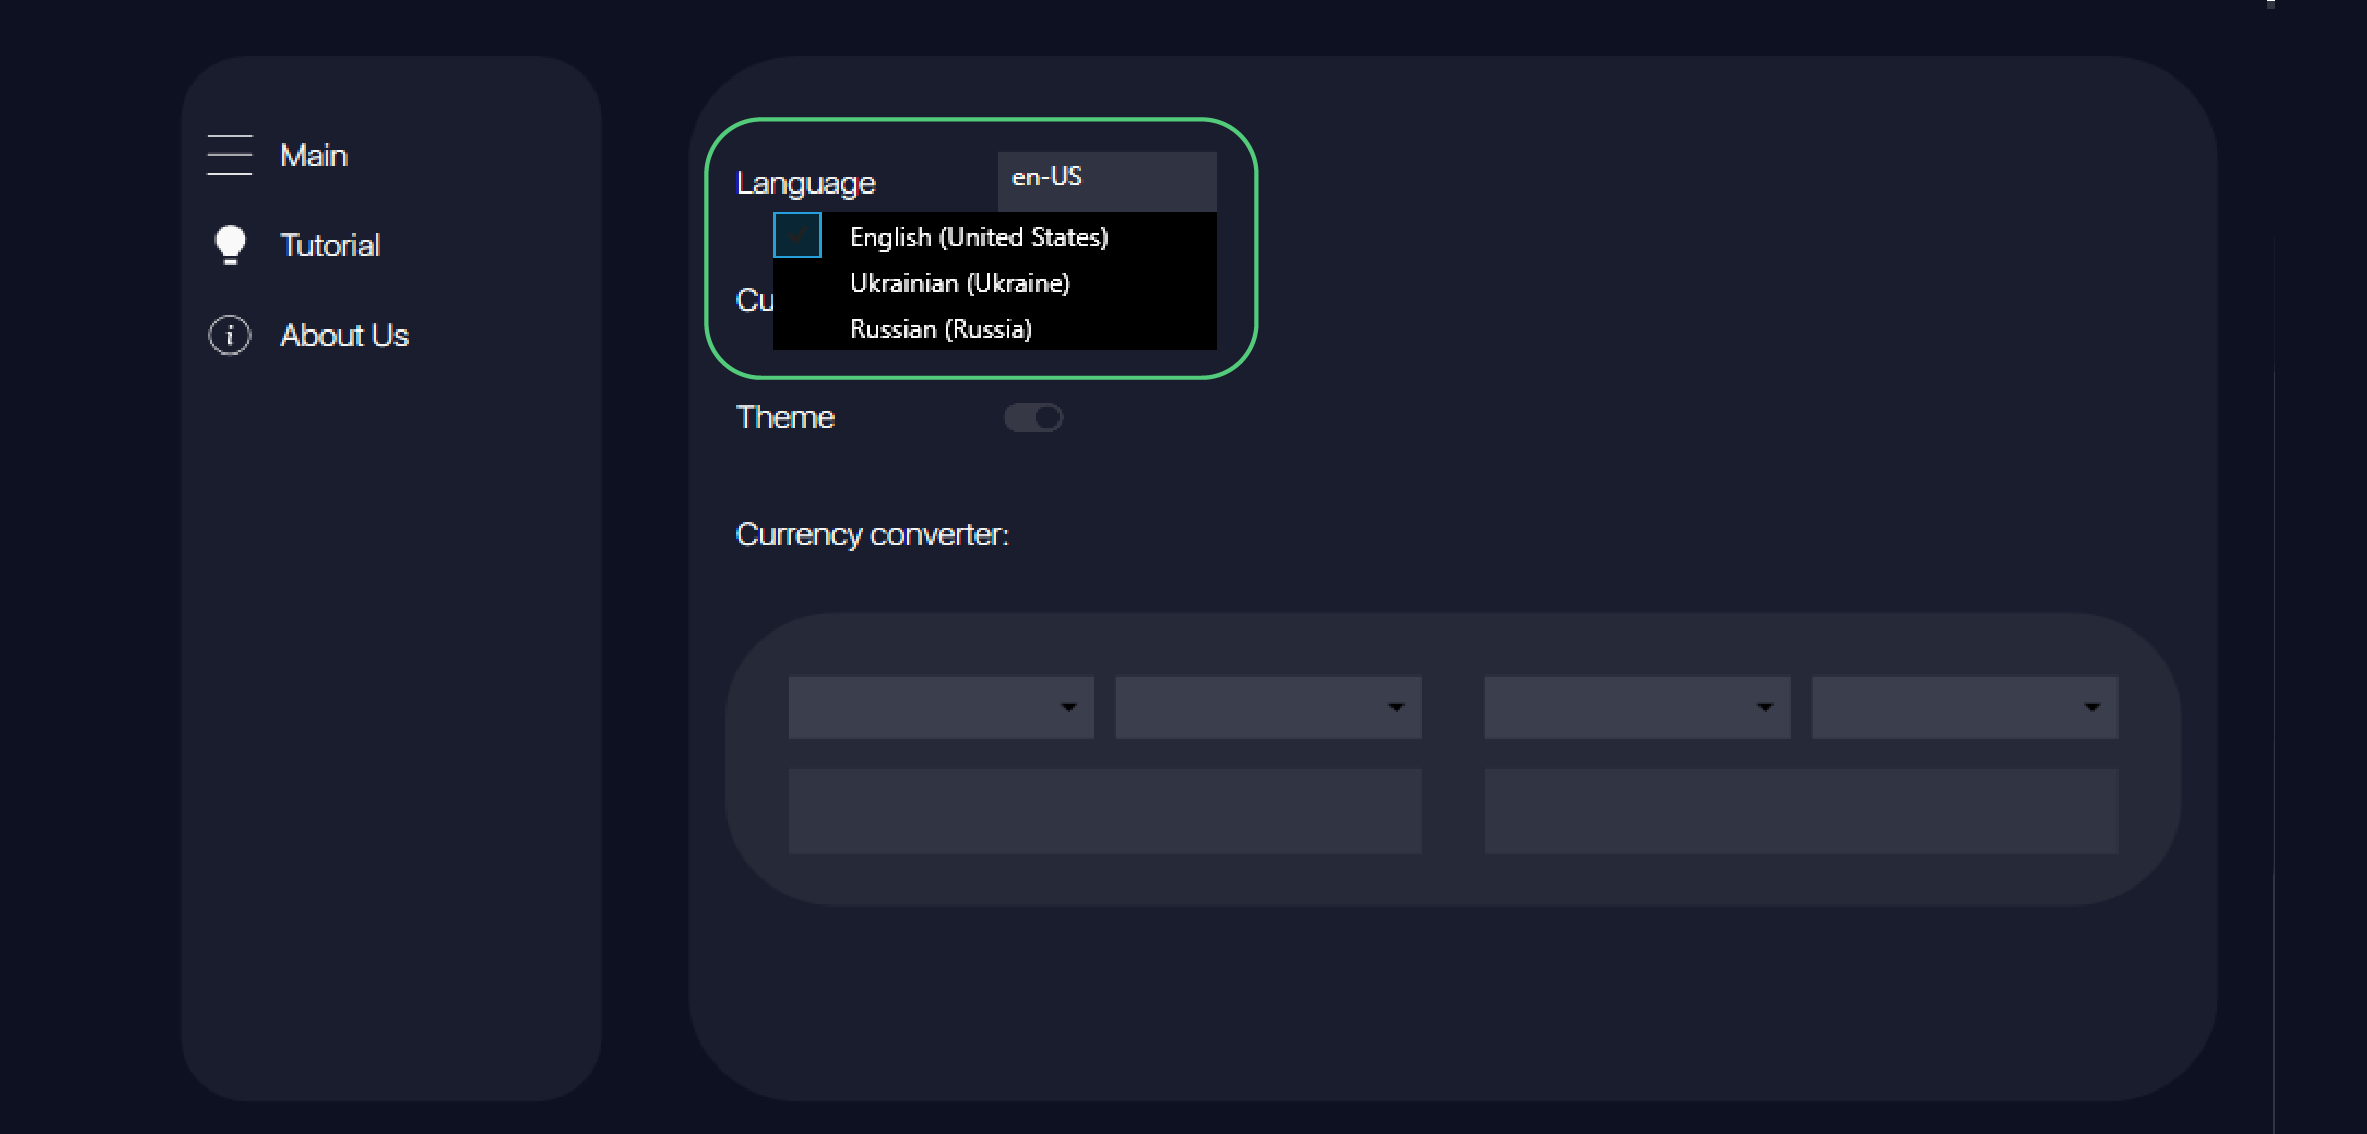 Main
Tutorial
About Us
Language
en-US
English (United States)
Ukrainian (Ukraine)
Russian (Russia)
Cu
Theme
Currency converter: